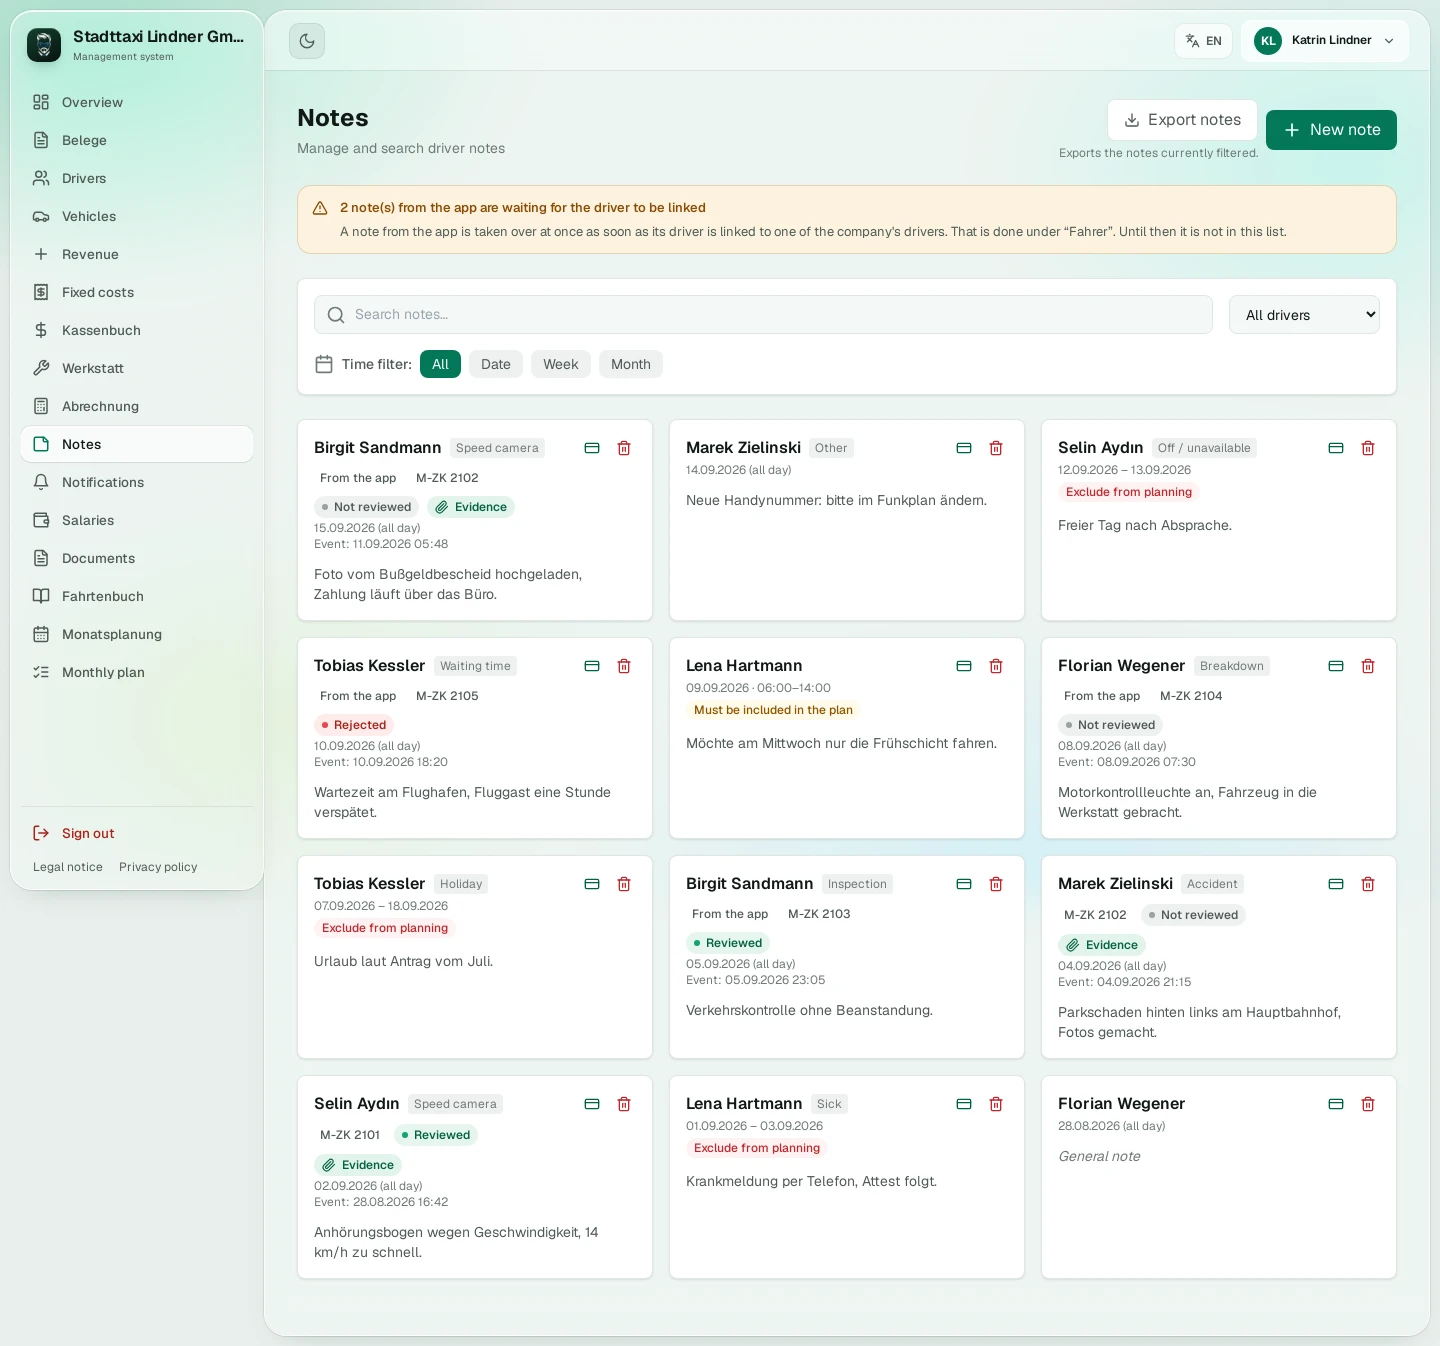 Stadttaxi Lindner Gm...
Management system
Overview
Belege
Drivers
Vehicles
Revenue
Fixed costs
Kassenbuch
Werkstatt
Abrechnung
Notes
Notifications
Salaries
Documents
Fahrtenbuch
Monatsplanung
Monthly plan
Sign out
Legal notice Privacy policy
EN
KL Katrin Lindner
Notes
Manage and search driver notes
Export notes
Exports the notes currently filtered.
New note
2 note(s) from the app are waiting for the driver to be linked
A note from the app is taken over at once as soon as its driver is linked to one of the company's drivers. That is done under “Fahrer”. Until then it is not in this list.
Search notes...
All drivers
Time filter: All Date Week Month
Birgit Sandmann Speed camera
From the app M-ZK 2102
Not reviewed Evidence
15.09.2026 (all day)
Event: 11.09.2026 05:48
Foto vom Bußgeldbescheid hochgeladen,
Zahlung läuft über das Büro.
Marek Zielinski Other
14.09.2026 (all day)
Neue Handynummer: bitte im Funkplan ändern.
Selin Aydın Off / unavailable
12.09.2026 – 13.09.2026
Exclude from planning
Freier Tag nach Absprache.
Tobias Kessler Waiting time
From the app M-ZK 2105
Rejected
10.09.2026 (all day)
Event: 10.09.2026 18:20
Wartezeit am Flughafen, Fluggast eine Stunde
verspätet.
Lena Hartmann
09.09.2026 · 06:00–14:00
Must be included in the plan
Möchte am Mittwoch nur die Frühschicht fahren.
Florian Wegener Breakdown
From the app M-ZK 2104
Not reviewed
08.09.2026 (all day)
Event: 08.09.2026 07:30
Motorkontrollleuchte an, Fahrzeug in die
Werkstatt gebracht.
Tobias Kessler Holiday
07.09.2026 – 18.09.2026
Exclude from planning
Urlaub laut Antrag vom Juli.
Birgit Sandmann Inspection
From the app M-ZK 2103
Reviewed
05.09.2026 (all day)
Event: 05.09.2026 23:05
Verkehrskontrolle ohne Beanstandung.
Marek Zielinski Accident
M-ZK 2102 Not reviewed
Evidence
04.09.2026 (all day)
Event: 04.09.2026 21:15
Parkschaden hinten links am Hauptbahnhof,
Fotos gemacht.
Selin Aydın Speed camera
M-ZK 2101 Reviewed
Evidence
02.09.2026 (all day)
Event: 28.08.2026 16:42
Anhörungsbogen wegen Geschwindigkeit, 14
km/h zu schnell.
Lena Hartmann Sick
01.09.2026 – 03.09.2026
Exclude from planning
Krankmeldung per Telefon, Attest folgt.
Florian Wegener
28.08.2026 (all day)
General note